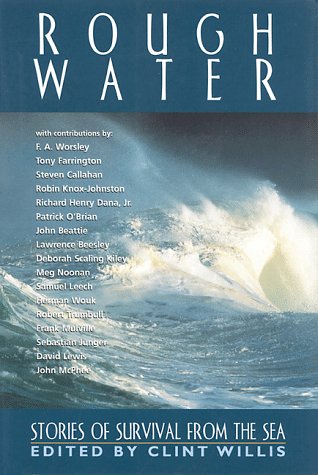 ROUGH
WATER
with contributions by:
F. A. Worsley
Tony Farrington
Steven Callahan
Robin Knox-Johnston
Richard Henry Dana, Jr.
Patrick O'Brian
John Beattie
Lawrence Beesley
Deborah Scaling Kiley
Meg Noonan
Samuel Leech
Herman Wouk
Robert Trumbull
Frank Mulville
Sebastian Junger
David Lewis
John McPhee
STORIES OF SURVIVAL FROM THE SEA
EDITED BY CLINT WILLIS